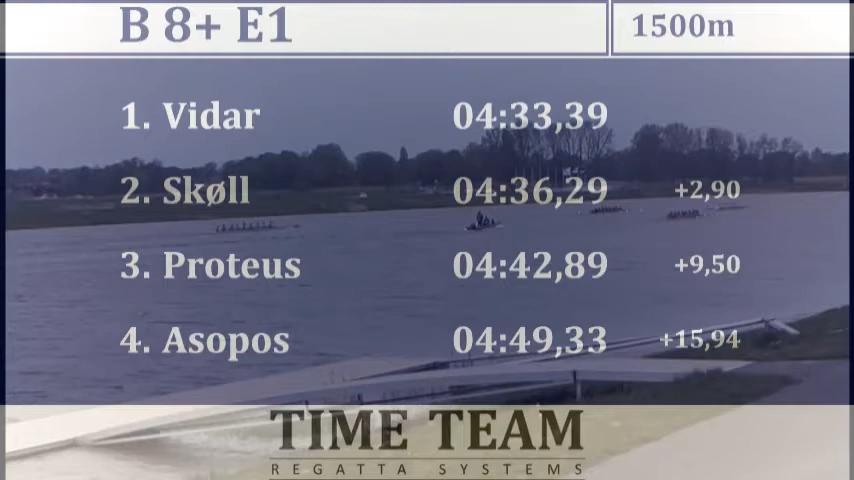 B 8+ E1 1500m
1. Vidar 04:33,39
2. Skøll 04:36,29 +2,90
3. Proteus 04:42,89 +9,50
4. Asopos 04:49,33 +15,94
TIME TEAM
REGATTA SYSTEMS